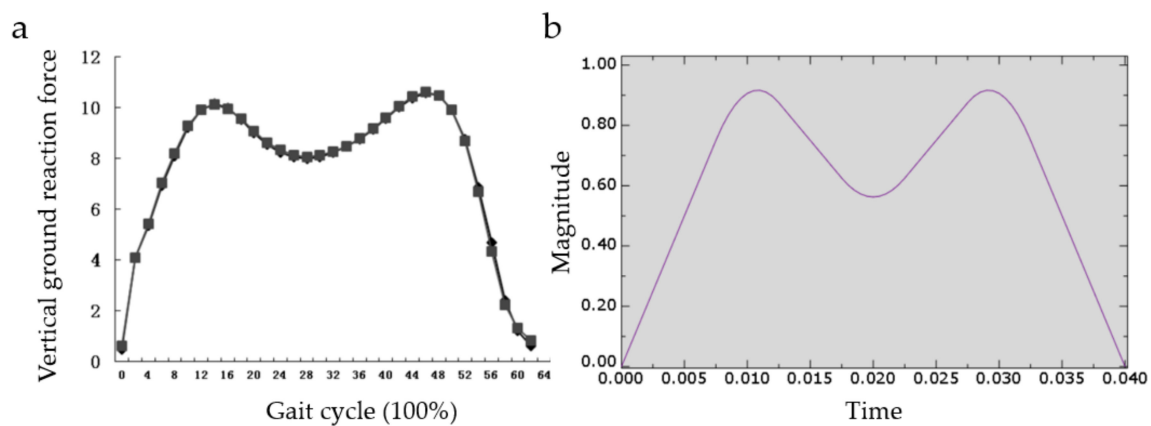 a
Vertical ground reaction force
12
10
8
6
4
2
0
0 4 8 12 16 20 24 28 32 36 40 44 48 52 56 60 64
Gait cycle (100%)
b
Magnitude
1.00
0.80
0.60
0.40
0.20
0.00
0.000 0.005 0.010 0.015 0.020 0.025 0.030 0.035 0.040
Time